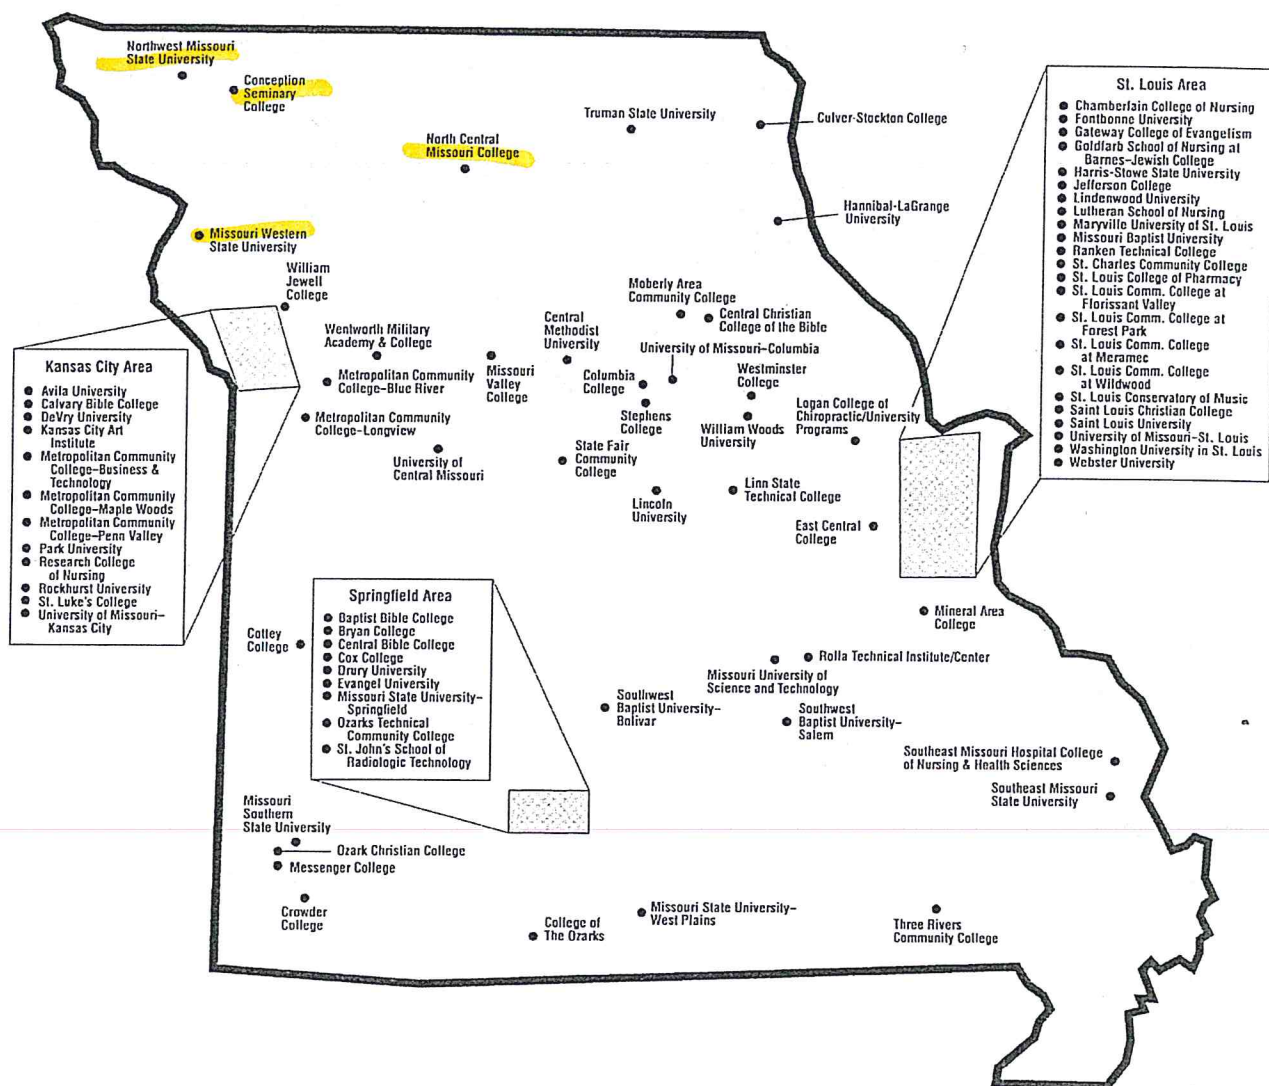 Northwest Missouri
State University
Conception
Seminary
College
North Central
Missouri College
Truman State University
Culver-Stockton College
Hannibal-LaGrange
University
Missouri Western
State University
William
Jewell
College
Wentworth Military
Academy & College
Metropolitan Community
College–Blue River
Metropolitan Community
College–Longview
Missouri
Valley
College
University of
Central Missouri
Central
Methodist
University
Moberly Area
Community College
Central Christian
College of the Bible
University of Missouri–Columbia
Columbia
College
Stephens
College
Westminster
College
William Woods
University
Logan College of
Chiropractic/University
Programs
State Fair
Community
College
Lincoln
University
Linn State
Technical College
East Central
College
Mineral Area
College
Rolla Technical Institute/Center
Missouri University of
Science and Technology
Southwest
Baptist University–
Bolivar
Southwest
Baptist University–
Salem
Southeast Missouri Hospital College
of Nursing & Health Sciences
Southeast Missouri
State University
Cottey
College
Missouri
Southern
State University
Ozark Christian College
Messenger College
Crowder
College
College of
The Ozarks
Missouri State University–
West Plains
Three Rivers
Community College
Kansas City Area
Avila University
Calvary Bible College
DeVry University
Kansas City Art
Institute
Metropolitan Community
College–Business &
Technology
Metropolitan Community
College–Maple Woods
Metropolitan Community
College–Penn Valley
Park University
Research College
of Nursing
Rockhurst University
St. Luke's College
University of Missouri–
Kansas City
Springfield Area
Baptist Bible College
Bryan College
Central Bible College
Cox College
Drury University
Evangel University
Missouri State University–
Springfield
Ozarks Technical
Community College
St. John's School of
Radiologic Technology
St. Louis Area
Chamberlain College of Nursing
Fontbonne University
Gateway College of Evangelism
Goldfarb School of Nursing at
Barnes-Jewish College
Harris-Stowe State University
Jefferson College
Lindenwood University
Lutheran School of Nursing
Maryville University of St. Louis
Missouri Baptist University
Ranken Technical College
St. Charles Community College
St. Louis College of Pharmacy
St. Louis Comm. College at
Florissant Valley
St. Louis Comm. College at
Forest Park
St. Louis Comm. College
at Meramec
St. Louis Comm. College
at Wildwood
St. Louis Conservatory of Music
Saint Louis Christian College
Saint Louis University
University of Missouri–St. Louis
Washington University in St. Louis
Webster University